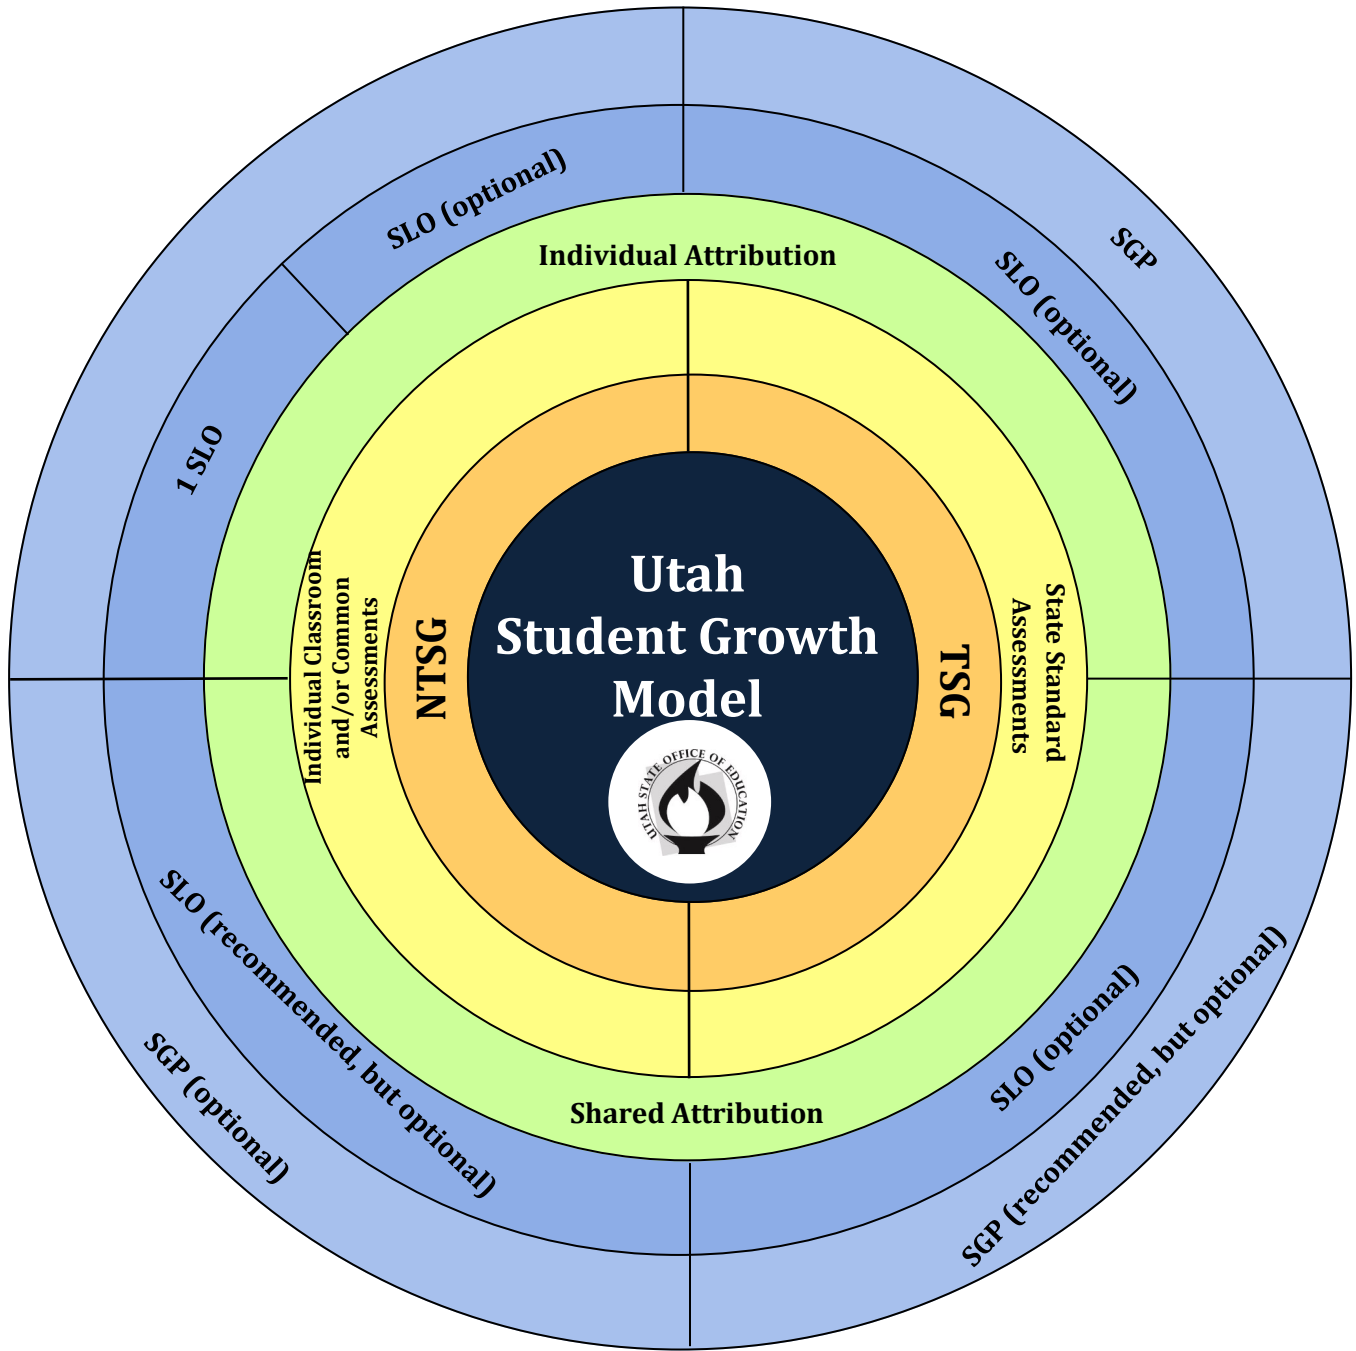 SGP
SLO (optional)
SLO (optional)
1 SLO
Individual Attribution
Individual Classroom
and/or Common
Assessments
NTSG
Utah
Student Growth
Model
UTAH STATE OFFICE OF EDUCATION
TSG
State Standard
Assessments
Shared Attribution
SLO (recommended, but optional)
SGP (optional)
SLO (optional)
SGP (recommended, but optional)